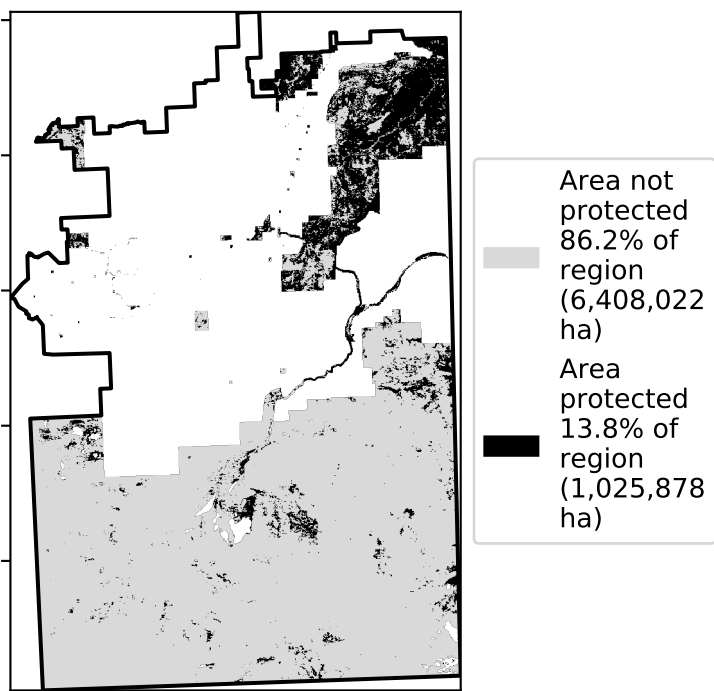 Area not
protected
86.2% of
region
(6,408,022
ha)
Area
protected
13.8% of
region
(1,025,878
ha)